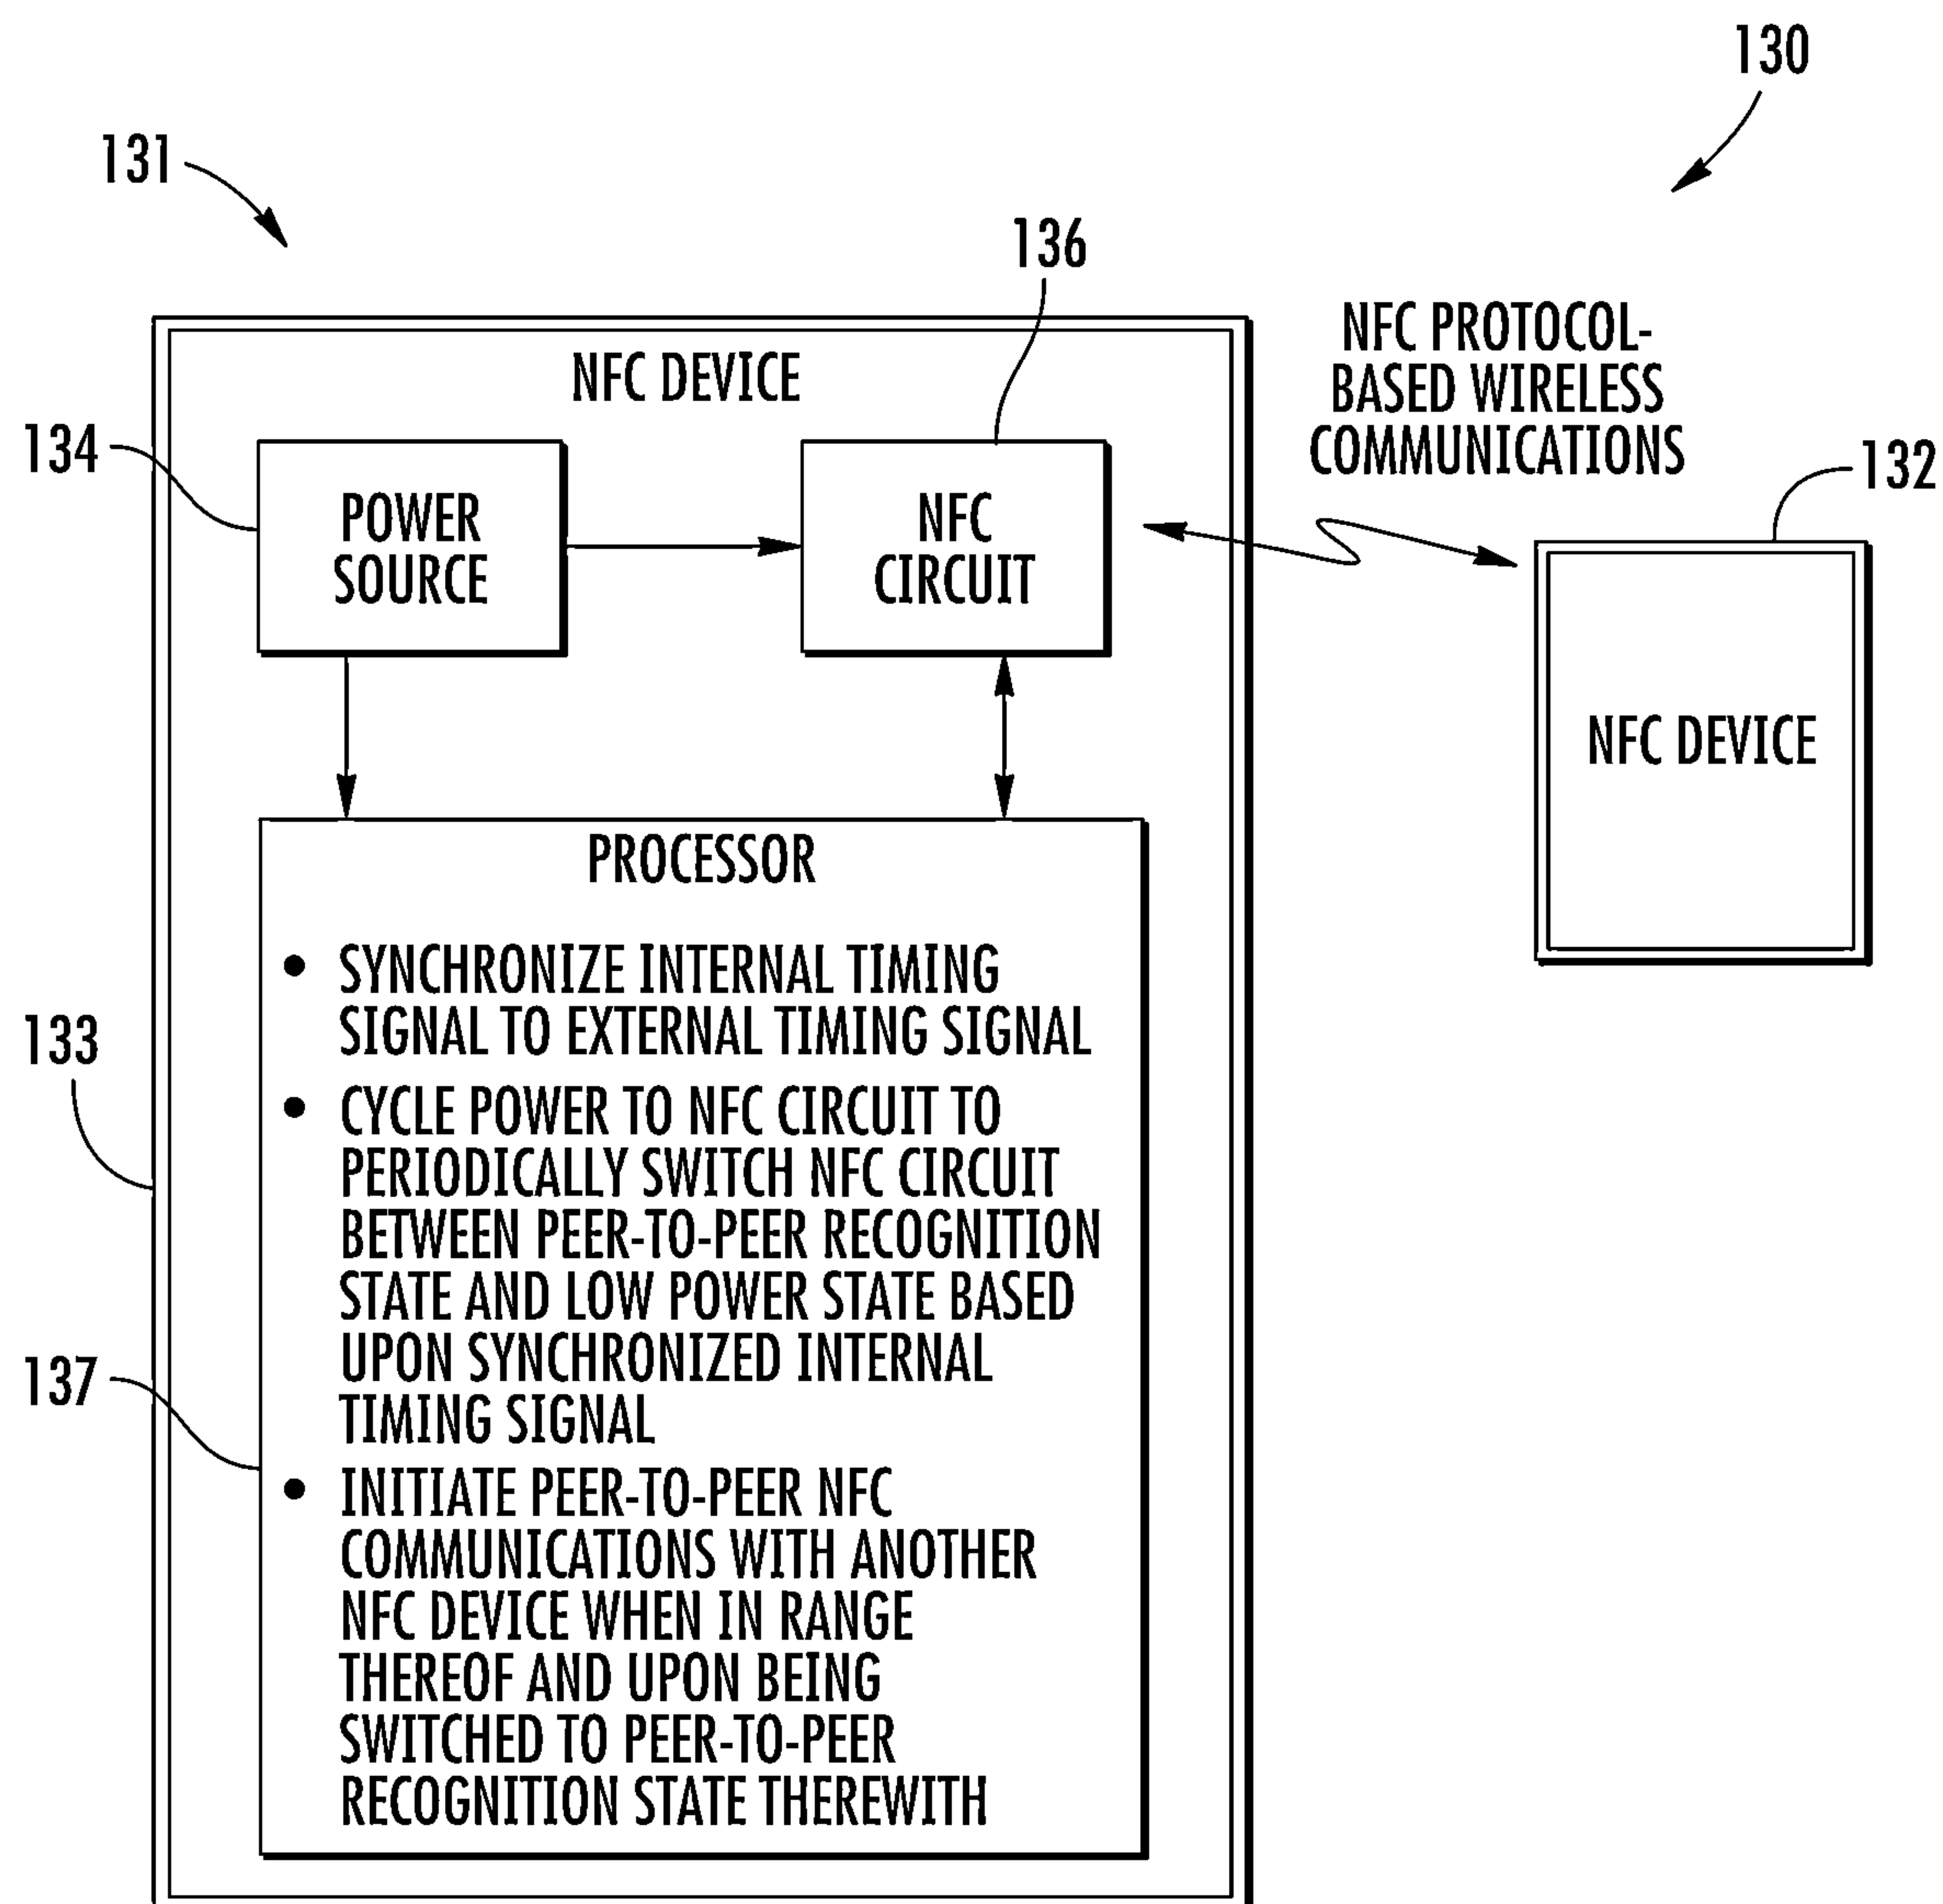 130
131
136
NFC PROTOCOL-
BASED WIRELESS
COMMUNICATIONS
NFC DEVICE
134
132
POWER
SOURCE
NFC
CIRCUIT
NFC DEVICE
PROCESSOR
• SYNCHRONIZE INTERNAL TIMING
SIGNAL TO EXTERNAL TIMING SIGNAL
133
• CYCLE POWER TO NFC CIRCUIT TO
PERIODICALLY SWITCH NFC CIRCUIT
BETWEEN PEER-TO-PEER RECOGNITION
STATE AND LOW POWER STATE BASED
UPON SYNCHRONIZED INTERNAL
TIMING SIGNAL
137
• INITIATE PEER-TO-PEER NFC
COMMUNICATIONS WITH ANOTHER
NFC DEVICE WHEN IN RANGE
THEREOF AND UPON BEING
SWITCHED TO PEER-TO-PEER
RECOGNITION STATE THEREWITH